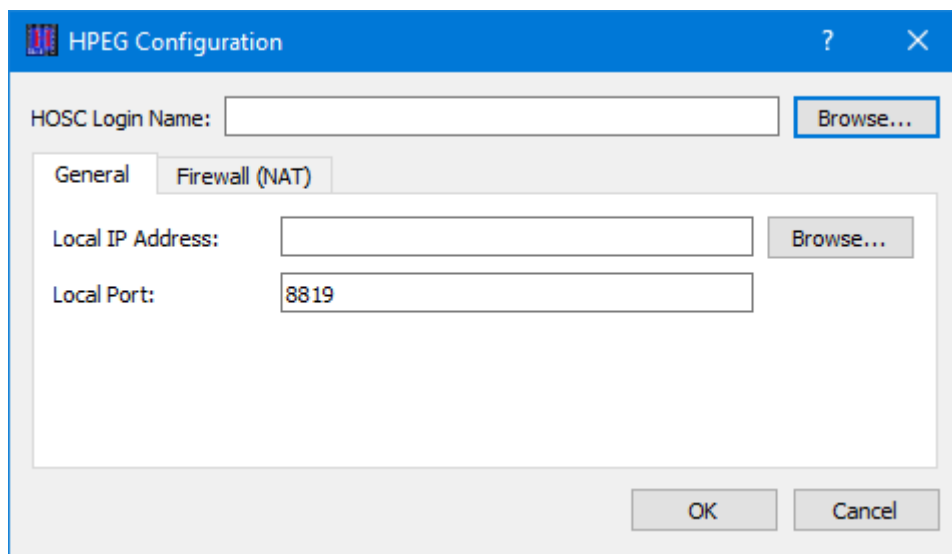 HPEG Configuration ?
HOSC Login Name: Browse...
General Firewall (NAT)
Local IP Address: Browse...
Local Port: 8819
OK Cancel